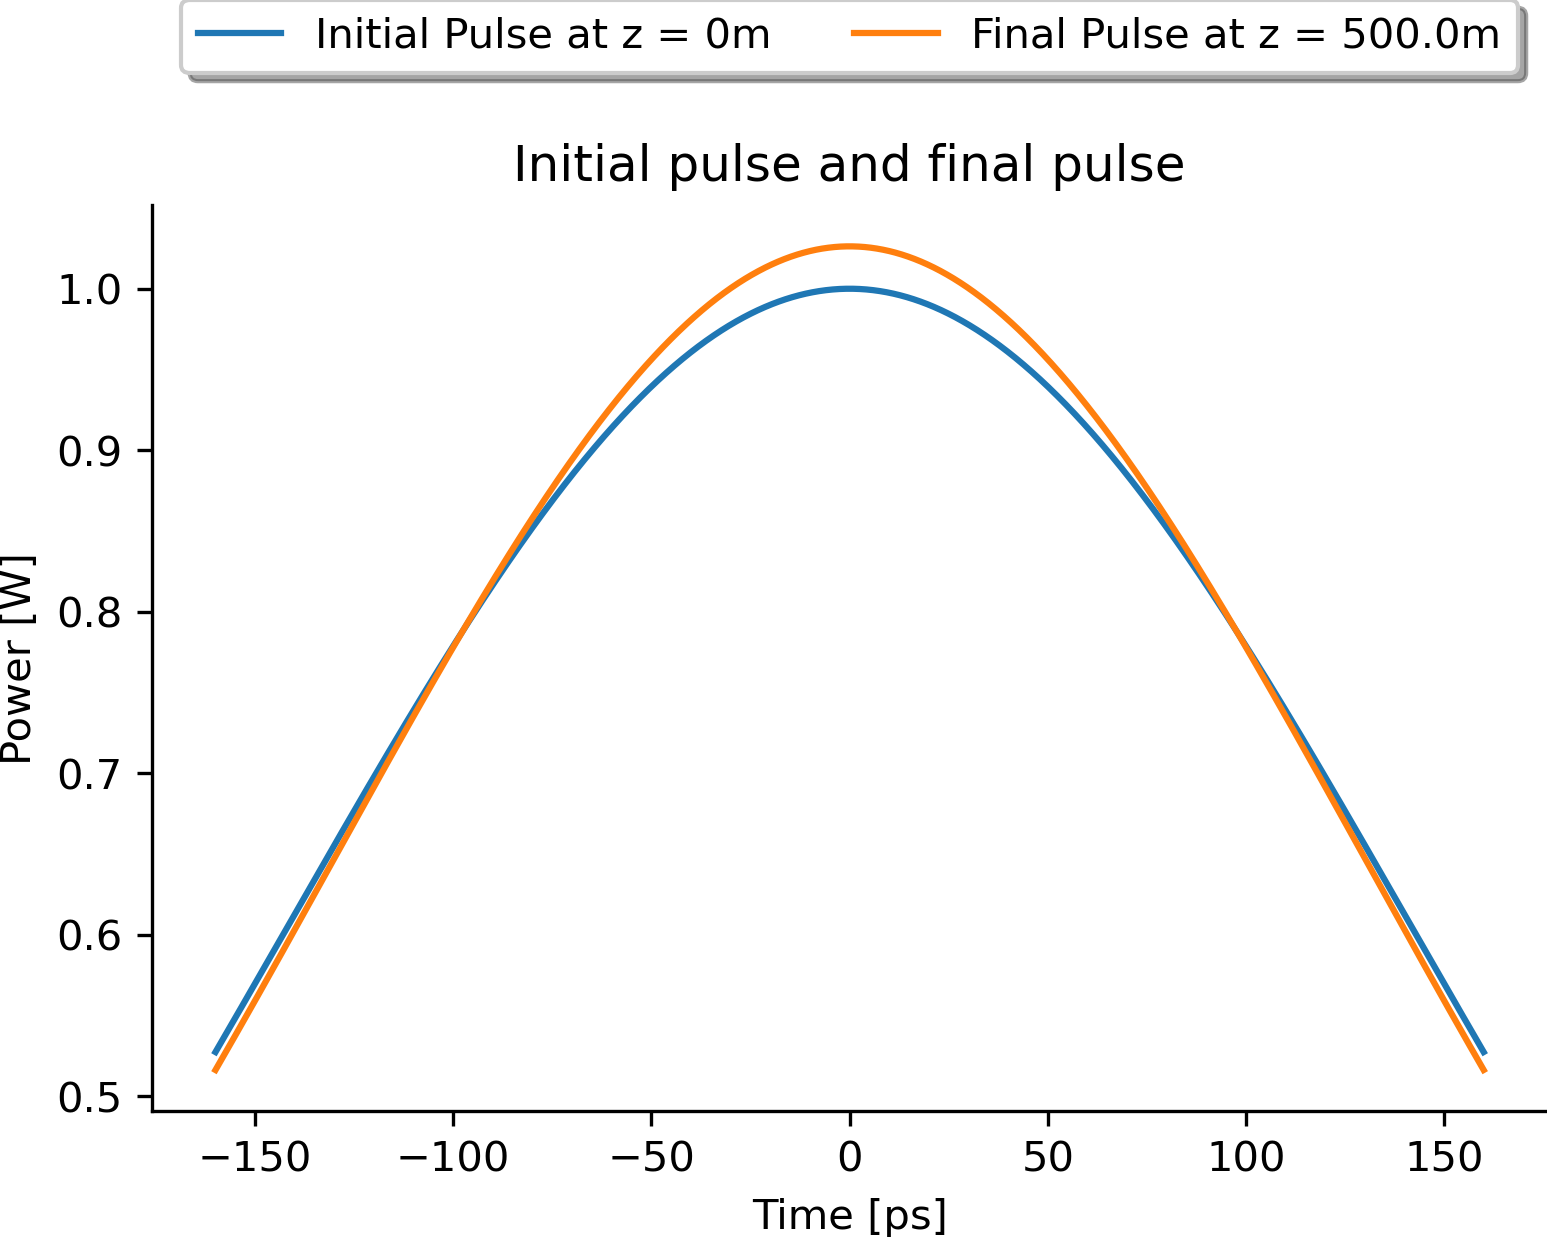 Initial Pulse at z = 0m
Final Pulse at z = 500.0m
Initial pulse and final pulse
Power [W]
1.0
0.9
0.8
0.7
0.6
0.5
−150
−100
−50
0
50
100
150
Time [ps]